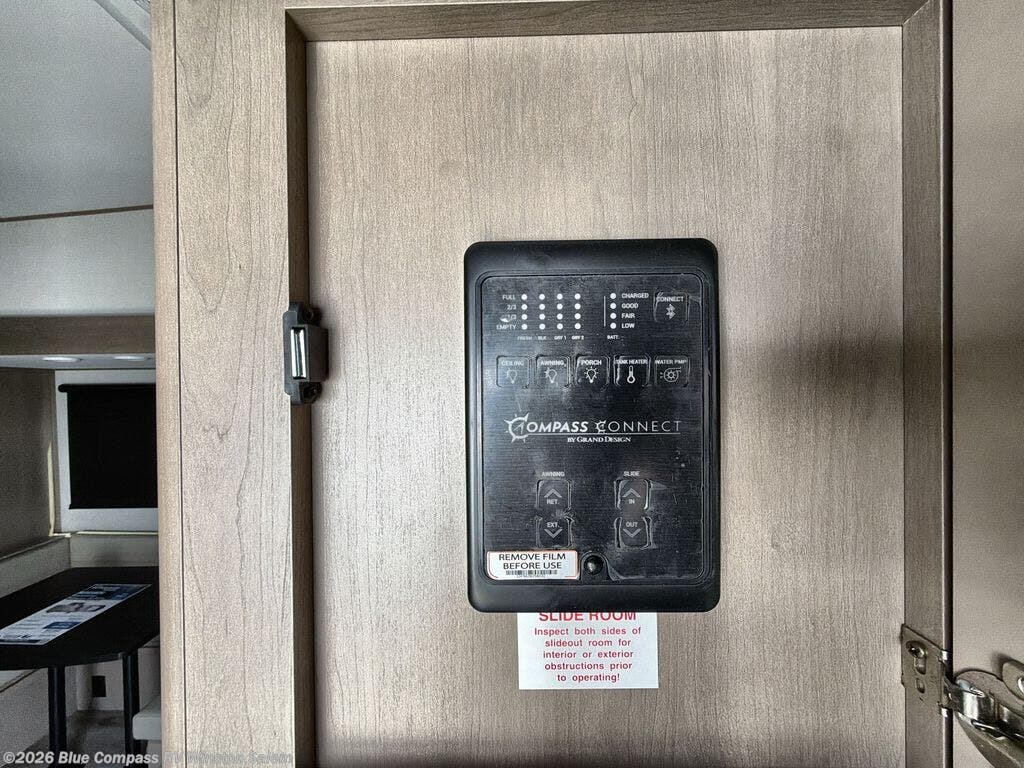 FULL
2/3
1/3
EMPTY
FRESH BLK GRY 1 GRY 2
CHARGED
GOOD
FAIR
LOW
BATT.
CONNECT
CEILING AWNING PORCH TANK HEATER WATER PMP
COMPASS CONNECT
BY GRAND DESIGN
AWNING SLIDE
RET. IN
EXT. OUT
REMOVE FILM
BEFORE USE
SLIDE ROOM
Inspect both sides of
slideout room for
interior or exterior
obstructions prior
to operating!
©2026 Blue Compass RV Winston Salem